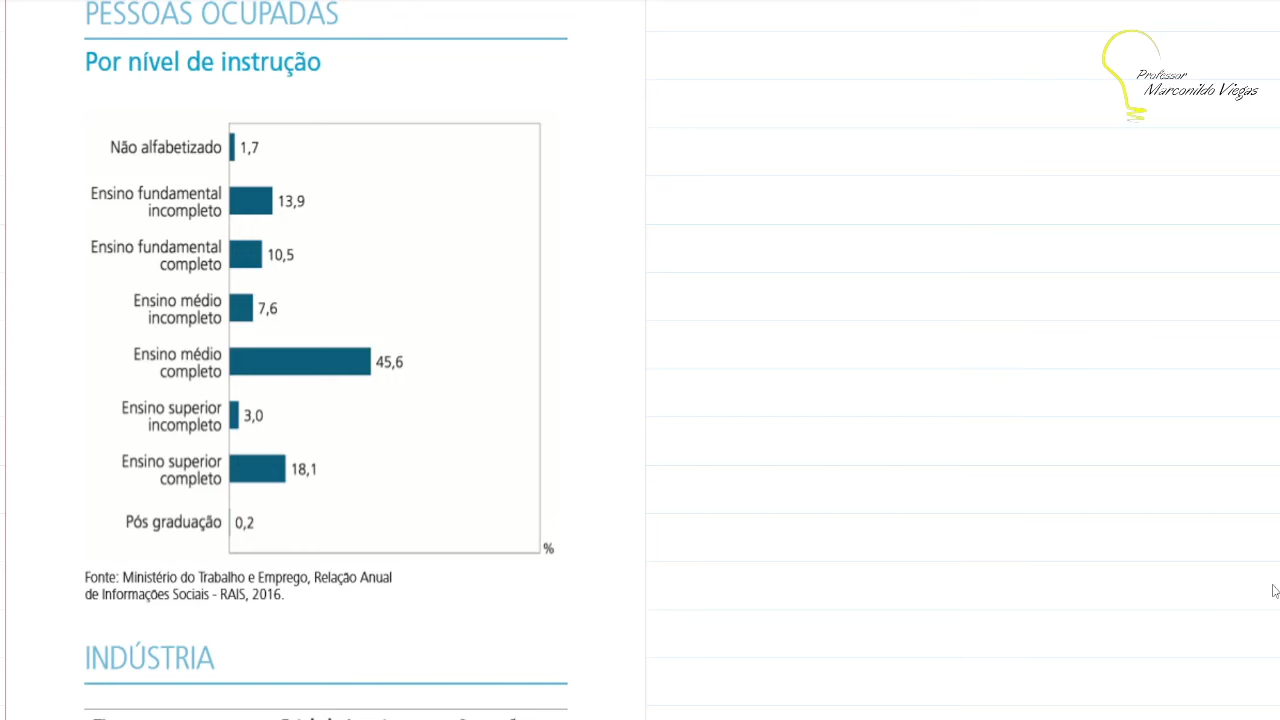 PESSOAS OCUPADAS
Por nível de instrução
Professor
Marconildo Viegas
Não alfabetizado 1,7
Ensino fundamental
incompleto 13,9
Ensino fundamental
completo 10,5
Ensino médio
incompleto 7,6
Ensino médio
completo 45,6
Ensino superior
incompleto 3,0
Ensino superior
completo 18,1
Pós graduação 0,2
%
Fonte: Ministério do Trabalho e Emprego, Relação Anual
de Informações Sociais - RAIS, 2016.
INDÚSTRIA